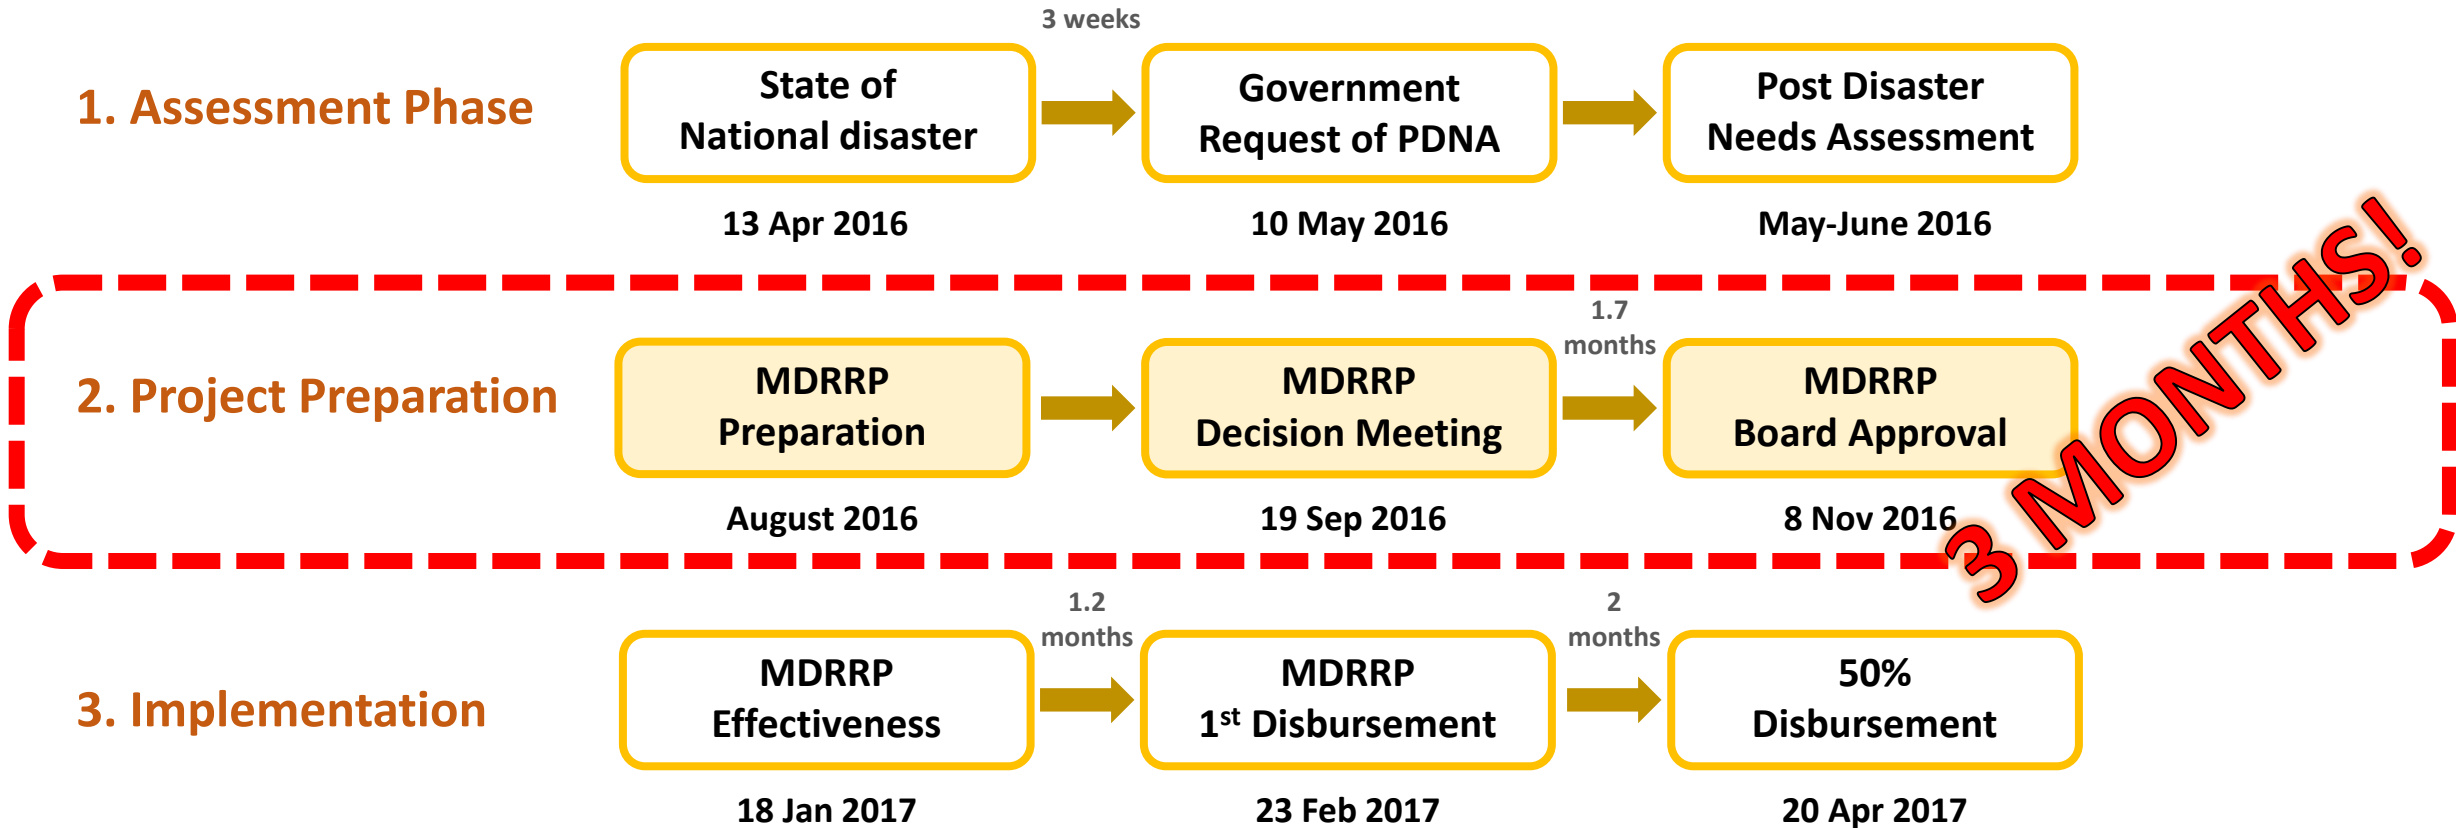 3 weeks
1. Assessment Phase
State of
National disaster
Government
Request of PDNA
Post Disaster
Needs Assessment
13 Apr 2016
10 May 2016
May-June 2016
3 MONTHS!
1.7
months
2. Project Preparation
MDRRP
Preparation
MDRRP
Decision Meeting
MDRRP
Board Approval
August 2016
19 Sep 2016
8 Nov 2016
1.2
months
2
months
3. Implementation
MDRRP
Effectiveness
MDRRP
1st Disbursement
50%
Disbursement
18 Jan 2017
23 Feb 2017
20 Apr 2017